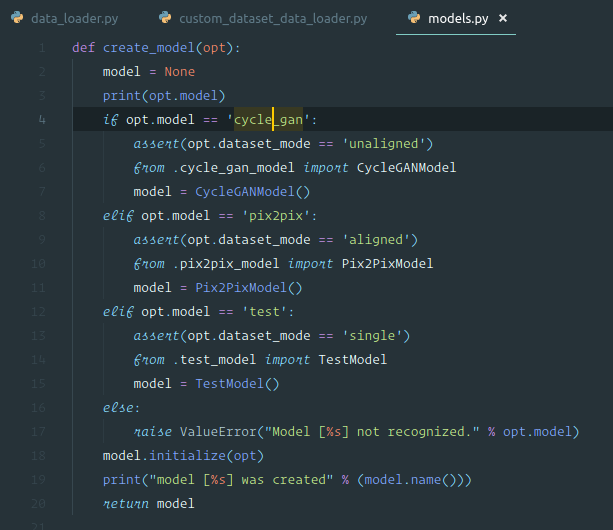 data_loader.py custom_dataset_data_loader.py models.py ×
1 def create_model(opt):
2     model = None
3     print(opt.model)
4     if opt.model == 'cycle_gan':
5         assert(opt.dataset_mode == 'unaligned')
6         from .cycle_gan_model import CycleGANModel
7         model = CycleGANModel()
8     elif opt.model == 'pix2pix':
9         assert(opt.dataset_mode == 'aligned')
10         from .pix2pix_model import Pix2PixModel
11         model = Pix2PixModel()
12     elif opt.model == 'test':
13         assert(opt.dataset_mode == 'single')
14         from .test_model import TestModel
15         model = TestModel()
16     else:
17         raise ValueError("Model [%s] not recognized." % opt.model)
18     model.initialize(opt)
19     print("model [%s] was created" % (model.name()))
20     return model
21